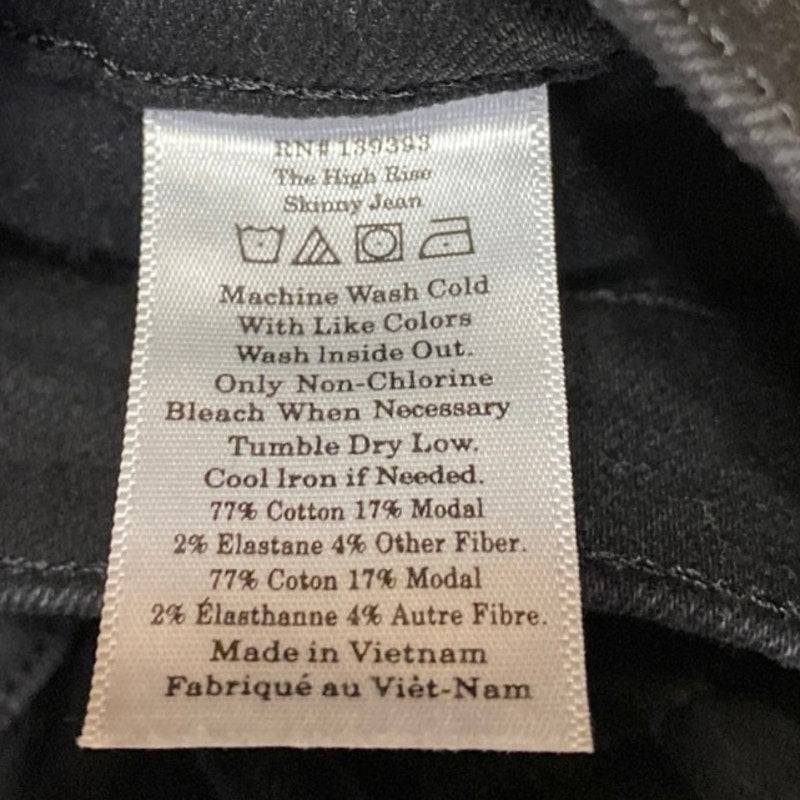 RN# 139393
The High Rise
Skinny Jean
Machine Wash Cold
With Like Colors
Wash Inside Out.
Only Non-Chlorine
Bleach When Necessary
Tumble Dry Low.
Cool Iron if Needed.
77% Cotton 17% Modal
2% Elastane 4% Other Fiber.
77% Coton 17% Modal
2% Élasthanne 4% Autre Fibre.
Made in Vietnam
Fabriqué au Viêt-Nam